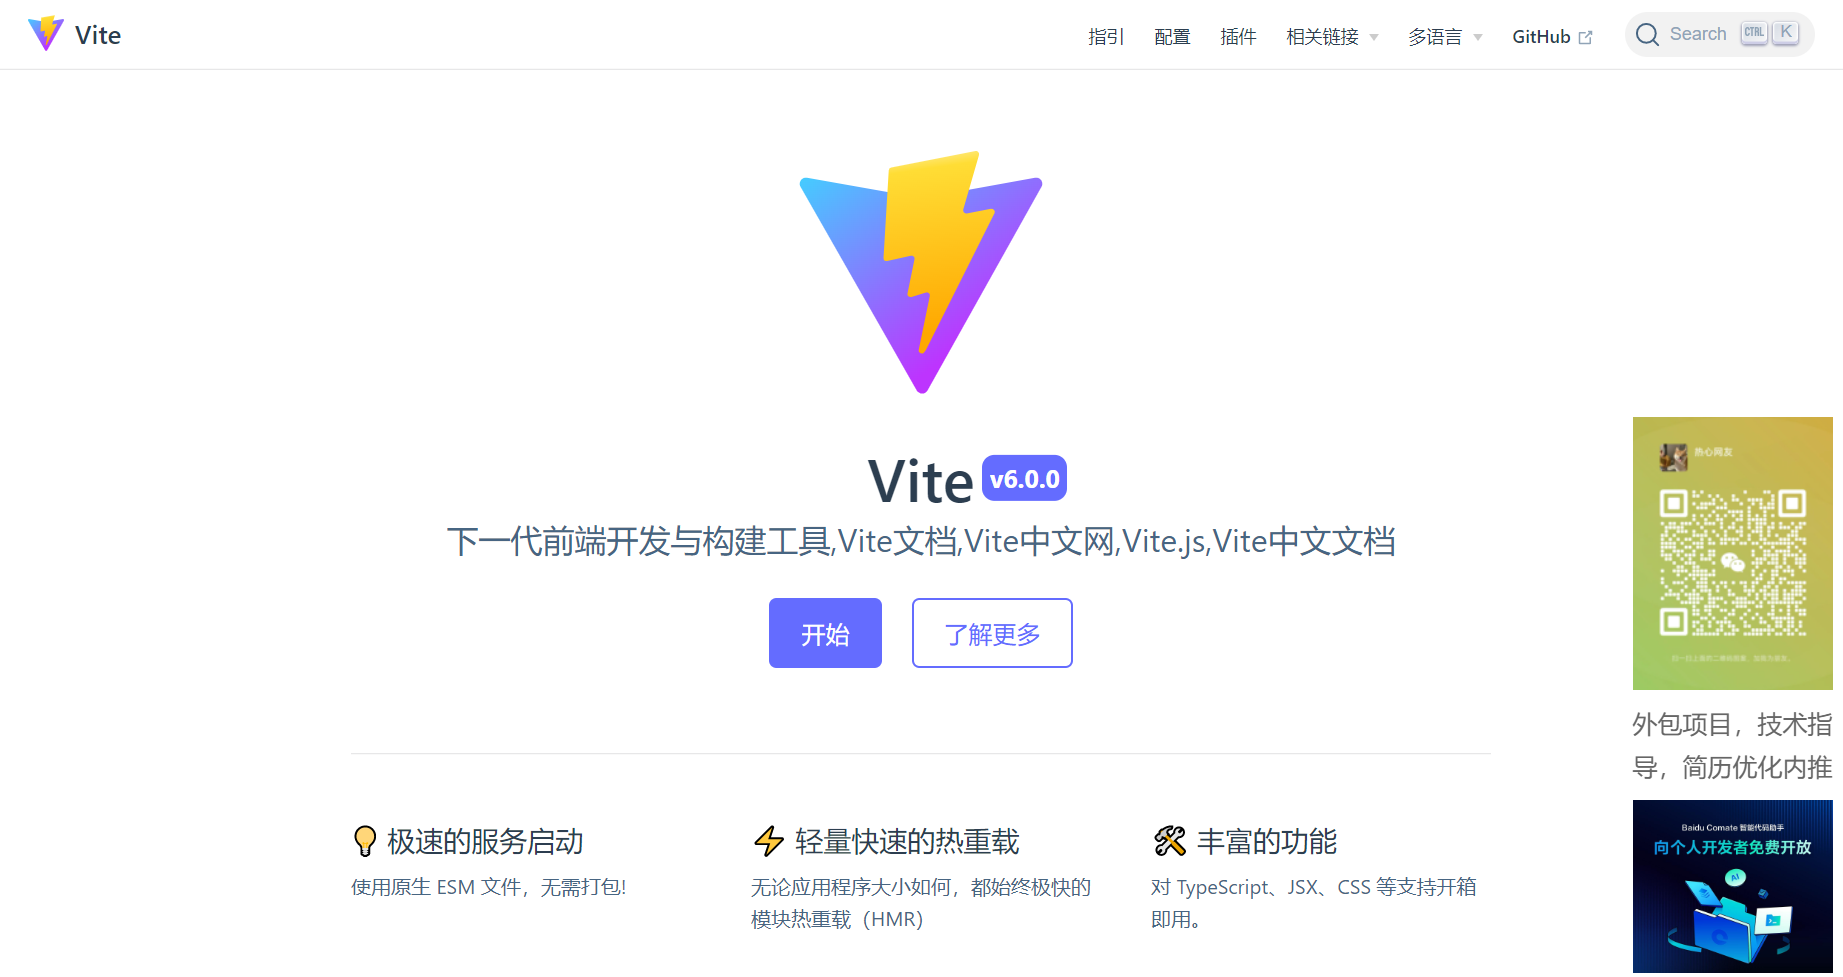 Vite
指引 配置 插件 相关链接 多语言 GitHub Search CTRL K
Vite v6.0.0
下一代前端开发与构建工具,Vite文档,Vite中文网,Vite.js,Vite中文文档
开始 了解更多
💡 极速的服务启动
使用原生 ESM 文件，无需打包!
⚡ 轻量快速的热重载
无论应用程序大小如何，都始终极快的
模块热重载（HMR）
🛠 丰富的功能
对 TypeScript、JSX、CSS 等支持开箱
即用。
热心网友
外包项目，技术指
导，简历优化内推
Baidu Comate 智能代码助手
向个人开发者免费开放
AI